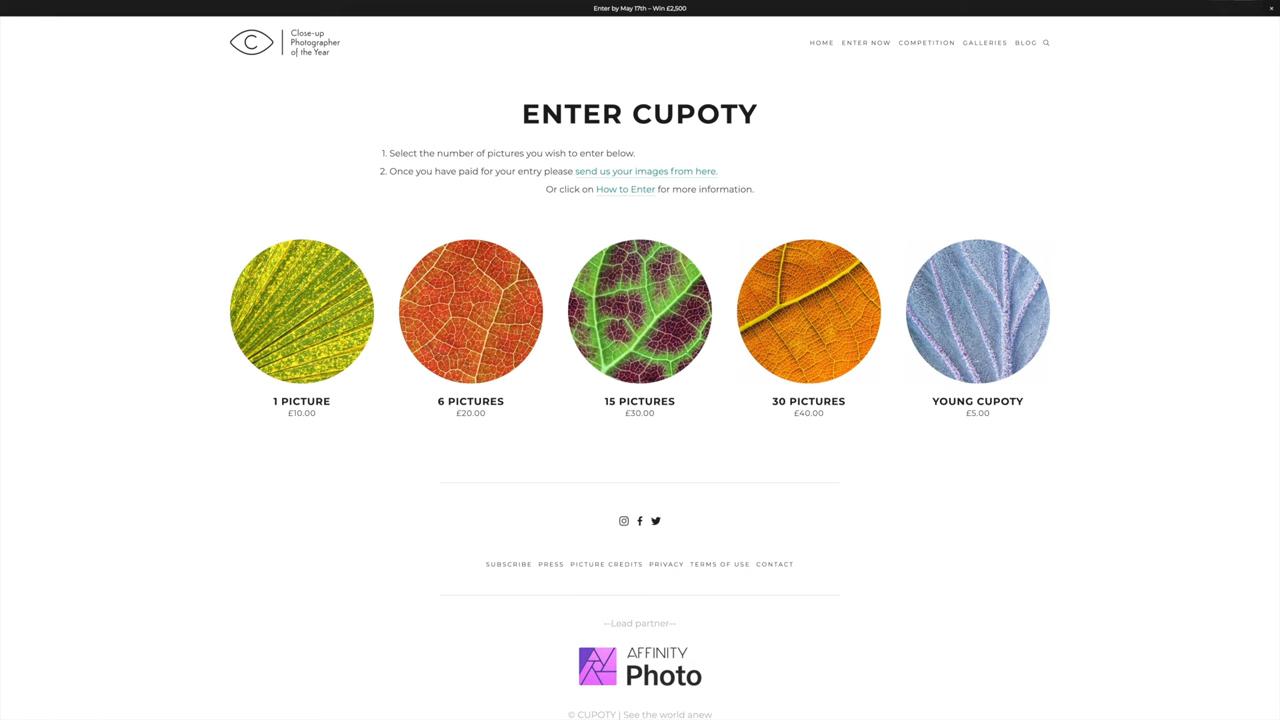 Enter by May 17th – Win £2,500
×
C
Close-up
Photographer
of the Year
HOME ENTER NOW COMPETITION GALLERIES BLOG
ENTER CUPOTY
1. Select the number of pictures you wish to enter below.
2. Once you have paid for your entry please send us your images from here.
Or click on How to Enter for more information.
1 PICTURE
£10.00
6 PICTURES
£20.00
15 PICTURES
£30.00
30 PICTURES
£40.00
YOUNG CUPOTY
£5.00
SUBSCRIBE PRESS PICTURE CREDITS PRIVACY TERMS OF USE CONTACT
--Lead partner--
AFFINITY
Photo
© CUPOTY | See the world anew